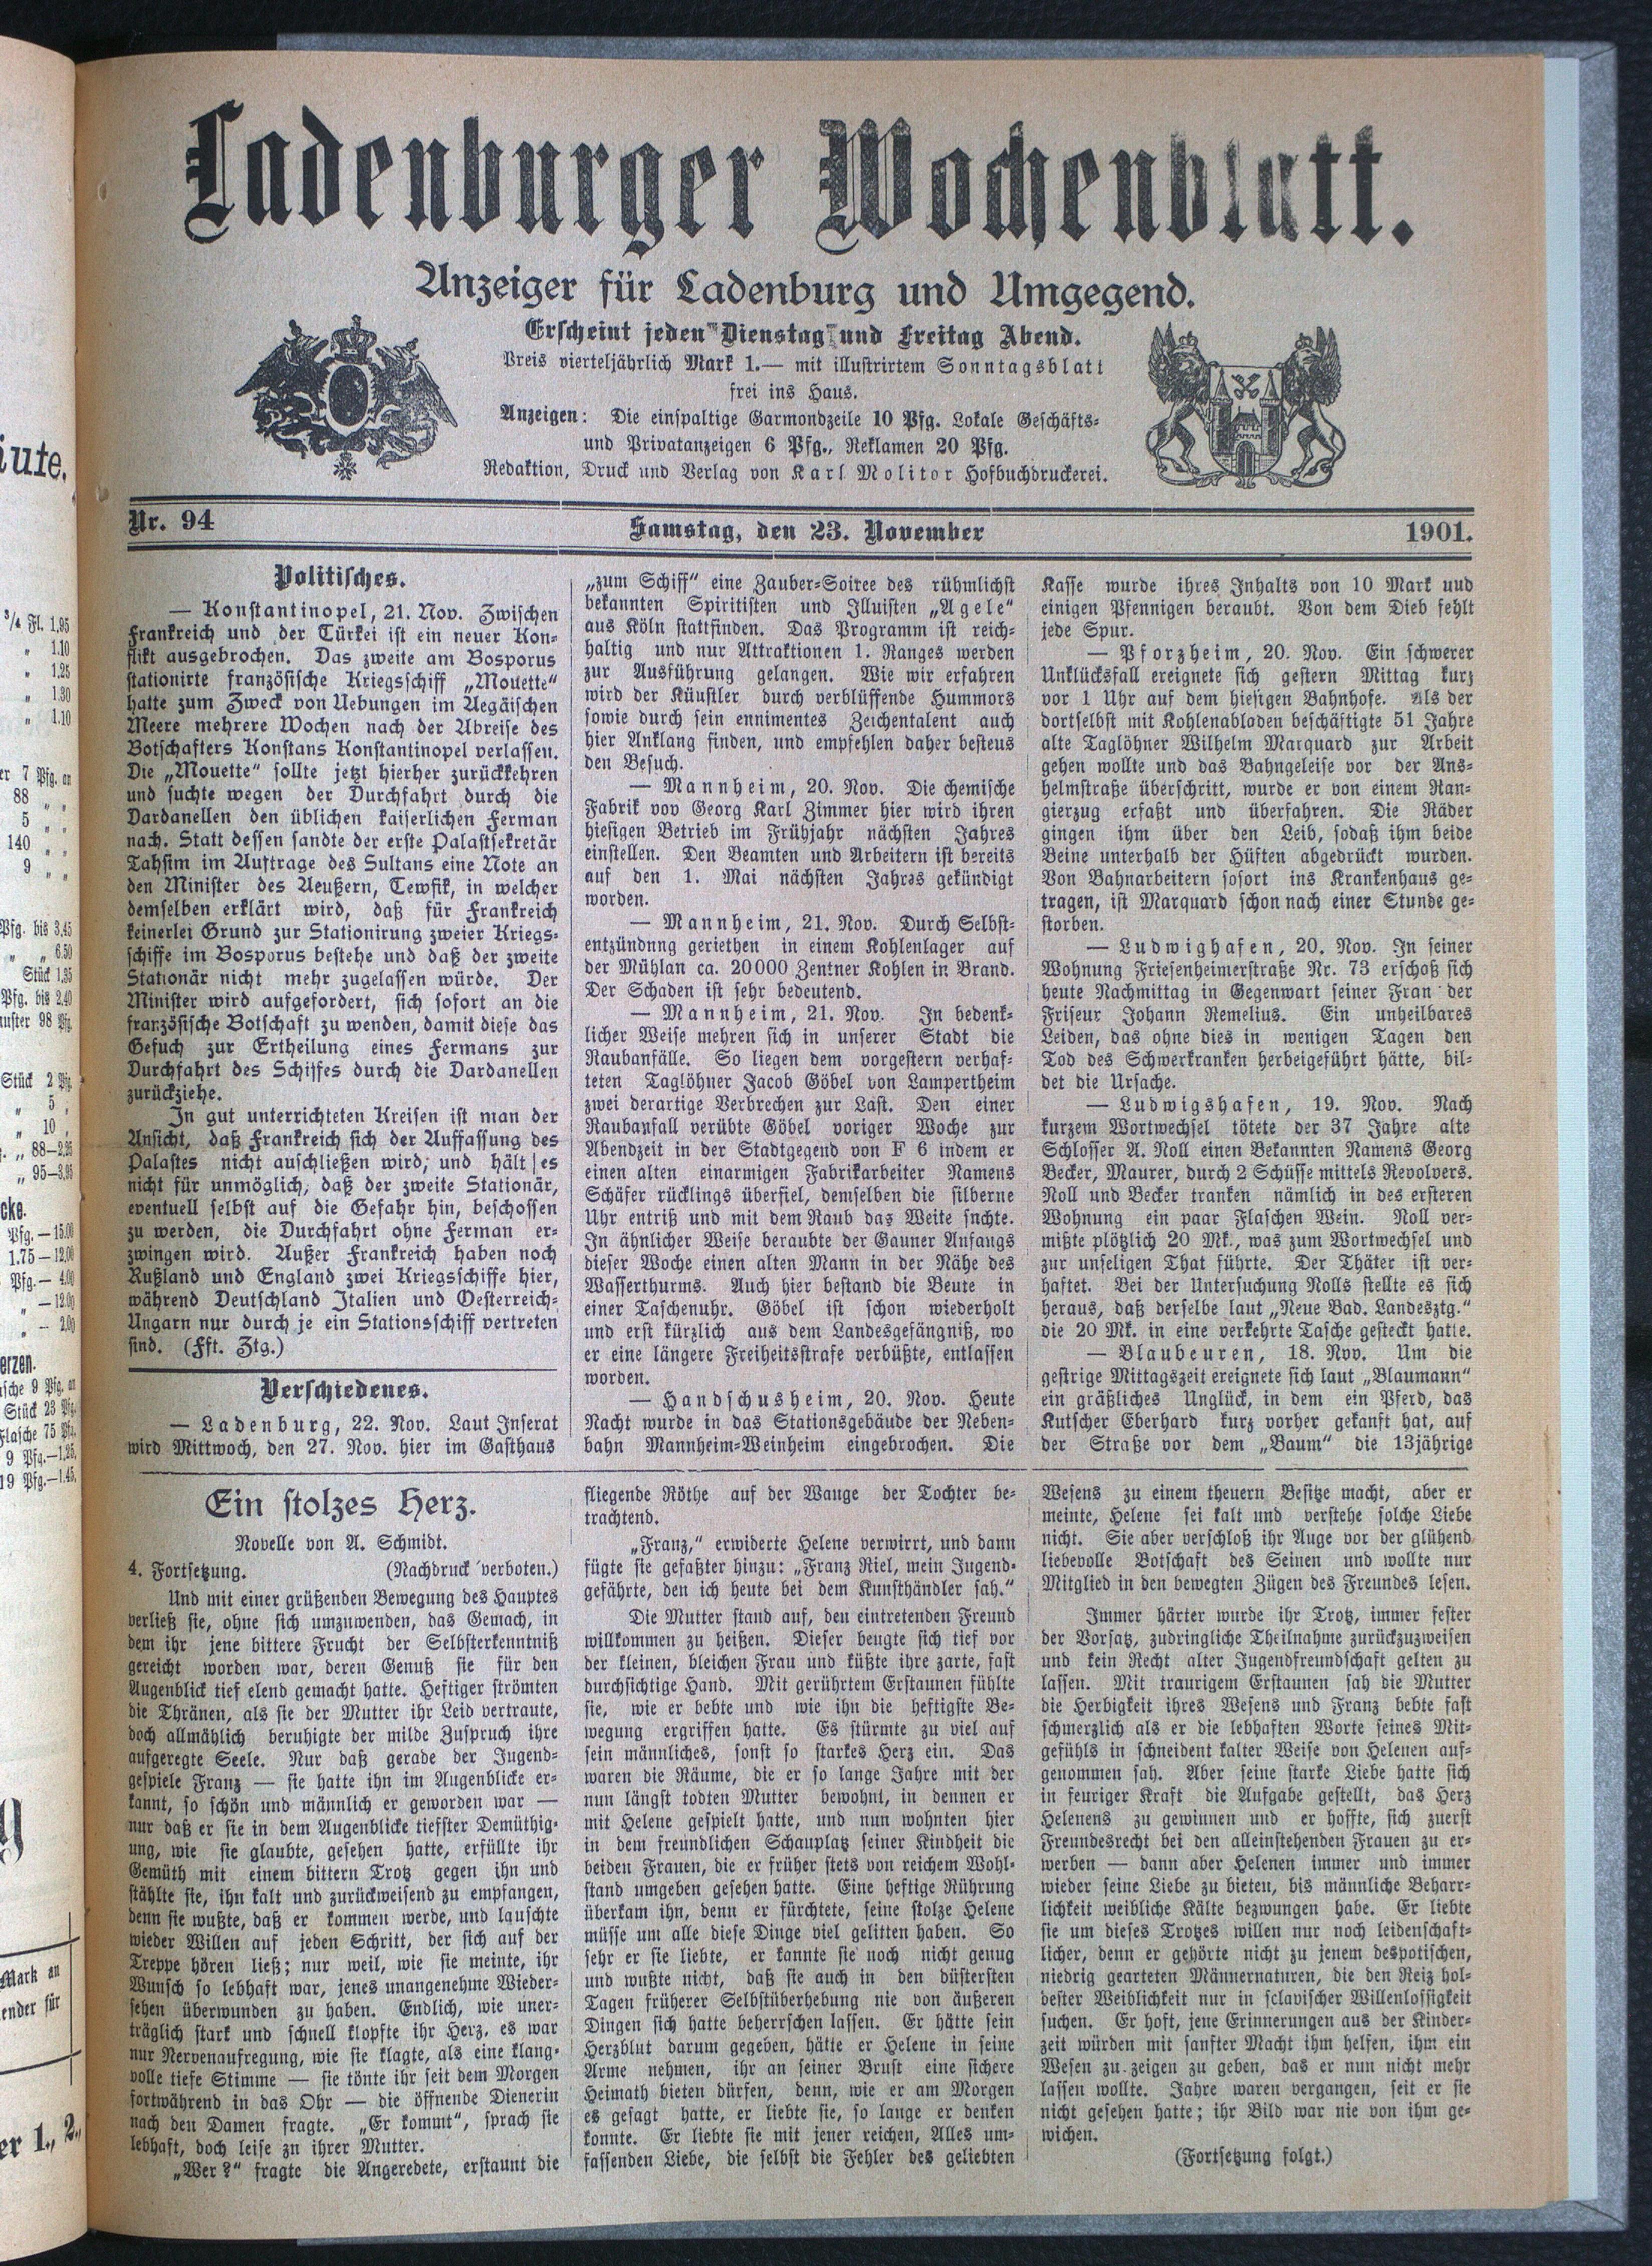 Ladenburger Wochenblatt.
Anzeiger für Ladenburg und Umgegend.
Erscheint jeden Dienstag und Freitag Abend.
Preis vierteljährlich Mark 1.— mit illustrirtem Sonntagsblatt
frei ins Haus.
Anzeigen: Die einspaltige Garmondzeile 10 Pfg. Lokale Geschäfts-
und Privatanzeigen 6 Pfg., Reklamen 20 Pfg.
Redaktion, Druck und Verlag von Karl Molitor Hofbuchdruckerei.
Nr. 94
Samstag, den 23. November
1901.
Politisches.
— Konstantinopel, 21. Nov. Zwischen
Frankreich und der Türkei ist ein neuer Kon-
flikt ausgebrochen. Das zweite am Bosporus
stationirte französische Kriegsschiff „Mouette“
hatte zum Zweck von Uebungen im Aegäischen
Meere mehrere Wochen nach der Abreise des
Botschafters Konstans Konstantinopel verlassen.
Die „Mouette“ sollte jetzt hierher zurückkehren
und suchte wegen der Durchfahrt durch die
Dardanellen den üblichen kaiserlichen Ferman
nach. Statt dessen sandte der erste Palastsekretär
Tahsim im Auftrage des Sultans eine Note an
den Minister des Aeußern, Tewfik, in welcher
demselben erklärt wird, daß für Frankreich
keinerlei Grund zur Stationirung zweier Kriegs-
schiffe im Bosporus bestehe und daß der zweite
Stationär nicht mehr zugelassen würde. Der
Minister wird aufgefordert, sich sofort an die
französische Botschaft zu wenden, damit diese das
Gesuch zur Ertheilung eines Fermans zur
Durchfahrt des Schiffes durch die Dardanellen
zurückziehe.
In gut unterrichteten Kreisen ist man der
Ansicht, daß Frankreich sich der Auffassung des
Palastes nicht auschließen wird, und hält es
nicht für unmöglich, daß der zweite Stationär,
eventuell selbst auf die Gefahr hin, beschossen
zu werden, die Durchfahrt ohne Ferman er-
zwingen wird. Außer Frankreich haben noch
Rußland und England zwei Kriegsschiffe hier,
während Deutschland Italien und Oesterreich-
Ungarn nur durch je ein Stationsschiff vertreten
sind. (Fft. Ztg.)
Verschiedenes.
— Ladenburg, 22. Nov. Laut Inserat
wird Mittwoch, den 27. Nov. hier im Gasthaus
„zum Schiff“ eine Zauber-Soiree des rühmlichst
bekannten Spiritisten und Illuisten „Agele“
aus Köln stattfinden. Das Programm ist reich-
haltig und nur Attraktionen 1. Ranges werden
zur Ausführung gelangen. Wie wir erfahren
wird der Küustler durch verblüffende Hummors
sowie durch sein ennimentes Zeichentalent auch
hier Anklang finden, und empfehlen daher besteus
den Besuch.
— Mannheim, 20. Nov. Die chemische
Fabrik vov Georg Karl Zimmer hier wird ihren
hiesigen Betrieb im Frühjahr nächsten Jahres
einstellen. Den Beamten und Arbeitern ist bereits
auf den 1. Mai nächsten Jahres gekündigt
worden.
— Mannheim, 21. Nov. Durch Selbst-
entzündnng geriethen in einem Kohlenlager auf
der Mühlan ca. 20000 Zentner Kohlen in Brand.
Der Schaden ist sehr bedeutend.
— Mannheim, 21. Nov. In bedenk-
licher Weise mehren sich in unserer Stadt die
Raubanfälle. So liegen dem vorgestern verhaf-
teten Taglöhner Jacob Göbel von Lampertheim
zwei derartige Verbrechen zur Last. Den einer
Raubaufall verübte Göbel voriger Woche zur
Abendzeit in der Stadtgegend von F 6 indem er
einen alten einarmigen Fabrikarbeiter Namens
Schäfer rücklings überfiel, demselben die silberne
Uhr entriß und mit dem Raub das Weite snchte.
In ähnlicher Weise beraubte der Gauner Anfangs
dieser Woche einen alten Mann in der Nähe des
Wasserthurms. Auch hier bestand die Beute in
einer Taschenuhr. Göbel ist schon wiederholt
und erst kürzlich aus dem Landesgefängniß, wo
er eine längere Freiheitsstrafe verbüßte, entlassen
worden.
— Handschusheim, 20. Nov. Heute
Nacht wurde in das Stationsgebäude der Neben-
bahn Mannheim-Weinheim eingebrochen. Die
Kasse wurde ihres Inhalts von 10 Mark und
einigen Pfennigen beraubt. Von dem Dieb fehlt
jede Spur.
— Pforzheim, 20. Nov. Ein schwerer
Unklücksfall ereignete sich gestern Mittag kurz
vor 1 Uhr auf dem hiesigen Bahnhofe. Als der
dortselbst mit Kohlenabladen beschäftigte 51 Jahre
alte Taglöhner Wilhelm Marquard zur Arbeit
gehen wollte und das Bahngeleise vor der Ans-
helmstraße überschritt, wurde er von einem Ran-
gierzug erfaßt und überfahren. Die Räder
gingen ihm über den Leib, sodaß ihm beide
Beine unterhalb der Hüften abgedrückt wurden.
Von Bahnarbeitern sofort ins Krankenhaus ge-
tragen, ist Marquard schon nach einer Stunde ge-
storben.
— Ludwighafen, 20. Nov. In seiner
Wohnung Friesenheimerstraße Nr. 73 erschoß sich
heute Nachmittag in Gegenwart seiner Fran der
Friseur Johann Remelius. Ein unheilbares
Leiden, das ohne dies in wenigen Tagen den
Tod des Schwerkranken herbeigeführt hätte, bil-
det die Ursache.
— Ludwigshafen, 19. Nov. Nach
kurzem Wortwechsel tötete der 37 Jahre alte
Schlosser A. Noll einen Bekannten Namens Georg
Becker, Maurer, durch 2 Schüsse mittels Revolvers.
Noll und Becker tranken nämlich in des ersteren
Wohnung ein paar Flaschen Wein. Noll ver-
mißte plötzlich 20 Mk., was zum Wortwechsel und
zur unseligen That führte. Der Thäter ist ver-
haftet. Bei der Untersuchung Nolls stellte es sich
heraus, daß derselbe laut „Neue Bad. Landesztg.“
die 20 Mk. in eine verkehrte Tasche gesteckt hatte.
— Blaubeuren, 18. Nov. Um die
gestrige Mittagszeit ereignete sich laut „Blaumann“
ein gräßliches Unglück, in dem ein Pferd, das
Kutscher Eberhard kurz vorher gekanft hat, auf
der Straße vor dem „Baum“ die 13jährige
Ein stolzes Herz.
Novelle von A. Schmidt.
4. Fortsetzung. (Nachdruck verboten.)
Und mit einer grüßenden Bewegung des Hauptes
verließ sie, ohne sich umzuwenden, das Gemach, in
dem ihr jene bittere Frucht der Selbsterkenntniß
gereicht worden war, deren Genuß sie für den
Augenblick tief elend gemacht hatte. Heftiger strömten
die Thränen, als sie der Mutter ihr Leid vertraute,
doch allmählich beruhigte der milde Zuspruch ihre
aufgeregte Seele. Nur daß gerade der Jugend-
gespiele Franz — sie hatte ihn im Augenblicke er-
kannt, so schön und männlich er geworden war —
nur daß er sie in dem Augenblicke tiefster Demüthig-
ung, wie sie glaubte, gesehen hatte, erfüllte ihr
Gemüth mit einem bittern Trotz gegen ihn und
stählte sie, ihn kalt und zurückweisend zu empfangen,
denn sie wußte, daß er kommen werde, und lauschte
wieder Willen auf jeden Schritt, der sich auf der
Treppe hören ließ; nur weil, wie sie meinte, ihr
Wunsch so lebhaft war, jenes unangenehme Wieder-
sehen überwunden zu haben. Endlich, wie uner-
träglich stark und schnell klopfte ihr Herz, es war
nur Nervenaufregung, wie sie klagte, als eine klang-
volle tiefe Stimme — sie tönte ihr seit dem Morgen
fortwährend in das Ohr — die öffnende Dienerin
nach den Damen fragte. „Er kommt“, sprach sie
lebhaft, doch leise zn ihrer Mutter.
„Wer?“ fragte die Angeredete, erstaunt die
fliegende Röthe auf der Wange der Tochter be-
trachtend.
„Franz,“ erwiderte Helene verwirrt, und dann
fügte sie gefaßter hinzu: „Franz Riel, mein Jugend-
gefährte, den ich heute bei dem Kunsthändler sah.“
Die Mutter stand auf, deu eintretenden Freund
willkommen zu heißen. Dieser beugte sich tief vor
der kleinen, bleichen Frau und küßte ihre zarte, fast
durchsichtige Hand. Mit gerührtem Erstaunen fühlte
sie, wie er bebte und wie ihn die heftigste Be-
wegung ergriffen hatte. Es stürmte zu viel auf
sein männliches, sonst so starkes Herz ein. Das
waren die Räume, die er so lange Jahre mit der
nun längst todten Mutter bewohnt, in dennen er
mit Helene gespielt hatte, und nun wohnten hier
in dem freundlichen Schauplatz seiner Kindheit die
beiden Frauen, die er früher stets von reichem Wohl-
stand umgeben gesehen hatte. Eine heftige Rührung
überkam ihn, denn er fürchtete, seine stolze Helene
müsse um alle diese Dinge viel gelitten haben. So
sehr er sie liebte, er kannte sie noch nicht genug
und wußte nicht, daß sie auch in den düstersten
Tagen früherer Selbstüberhebung nie von äußeren
Dingen sich hatte beherrschen lassen. Er hätte sein
Herzblut darum gegeben, hätte er Helene in seine
Arme nehmen, ihr an seiner Brust eine sichere
Heimath bieten dürfen, denn, wie er am Morgen
es gesagt hatte, er liebte sie, so lange er denken
konnte. Er liebte sie mit jener reichen, Alles um-
fassenden Liebe, die selbst die Fehler des geliebten
Wesens zu einem theuern Besitze macht, aber er
meinte, Helene sei kalt und verstehe solche Liebe
nicht. Sie aber verschloß ihr Auge vor der glühend
liebevolle Botschaft des Seinen und wollte nur
Mitglied in den bewegten Zügen des Freundes lesen.
Immer härter wurde ihr Trotz, immer fester
der Vorsatz, zudringliche Theilnahme zurückzuzweisen
und kein Recht alter Jugendfreundschaft gelten zu
lassen. Mit traurigem Erstaunen sah die Mutter
die Herbigkeit ihres Wesens und Franz bebte fast
schmerzlich als er die lebhaften Worte seines Mit-
gefühls in schneident kalter Weise von Helenen auf-
genommen sah. Aber seine starke Liebe hatte sich
in feuriger Kraft die Aufgabe gestellt, das Herz
Helenens zu gewinnen und er hoffte, sich zuerst
Freundesrecht bei den alleinstehenden Frauen zu er-
werben — dann aber Helenen immer und immer
wieder seine Liebe zu bieten, bis männliche Beharr-
lichkeit weibliche Kälte bezwungen habe. Er liebte
sie um dieses Trotzes willen nur noch leidenschaft-
licher, denn er gehörte nicht zu jenem despotischen,
niedrig gearteten Männernaturen, die den Reiz hol-
dester Weiblichkeit nur in sclavischer Willenlossigkeit
suchen. Er hoft, jene Erinnerungen aus der Kinder-
zeit würden mit sanfter Macht ihm helfen, ihm ein
Wesen zu zeigen zu geben, das er nun nicht mehr
lassen wollte. Jahre waren vergangen, seit er sie
nicht gesehen hatte; ihr Bild war nie von ihm ge-
wichen.
(Fortsetzung folgt.)